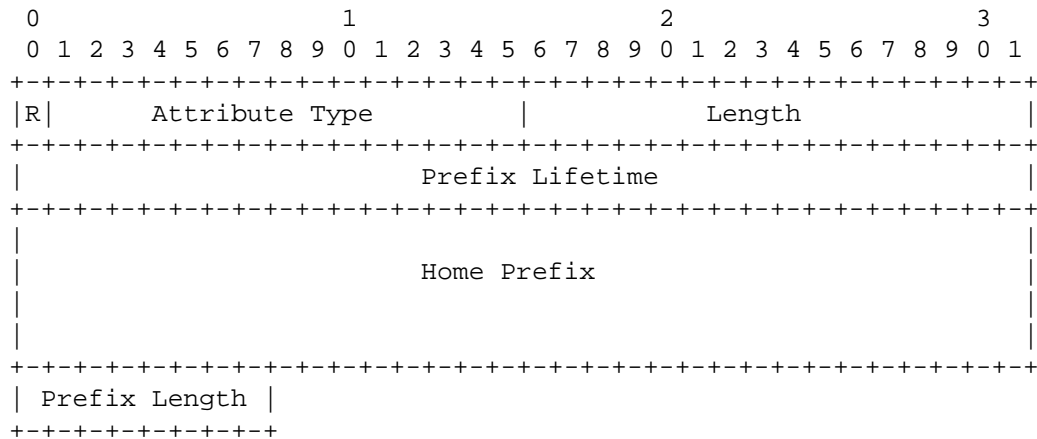 0                   1                   2                   3
 0 1 2 3 4 5 6 7 8 9 0 1 2 3 4 5 6 7 8 9 0 1 2 3 4 5 6 7 8 9 0 1
+-+-+-+-+-+-+-+-+-+-+-+-+-+-+-+-+-+-+-+-+-+-+-+-+-+-+-+-+-+-+-+-+
|R|      Attribute Type         |           Length              |
+-+-+-+-+-+-+-+-+-+-+-+-+-+-+-+-+-+-+-+-+-+-+-+-+-+-+-+-+-+-+-+-+
|                         Prefix Lifetime                       |
+-+-+-+-+-+-+-+-+-+-+-+-+-+-+-+-+-+-+-+-+-+-+-+-+-+-+-+-+-+-+-+-+
|                                                               |
|                         Home Prefix                           |
|                                                               |
|                                                               |
+-+-+-+-+-+-+-+-+-+-+-+-+-+-+-+-+-+-+-+-+-+-+-+-+-+-+-+-+-+-+-+-+
| Prefix Length |
+-+-+-+-+-+-+-+-+